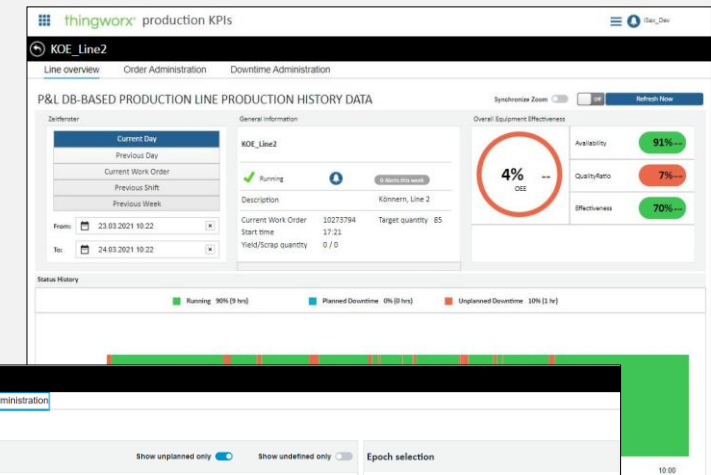 thingworx production KPIs
iSax_Dev
KOE_Line2
Line overview Order Administration Downtime Administration
P&L DB-BASED PRODUCTION LINE PRODUCTION HISTORY DATA
Synchronize Zoom Off Refresh Now
Zeitfenster General Information Overall Equipment Effectiveness
Current Day
Previous Day
Current Work Order
Previous Shift
Previous Week
From: 23.03.2021 10:22
To: 24.03.2021 10:22
KOE_Line2
Running 0 Alerts this week
Description Könnern, Line 2
Current Work Order 10273794 Target quantity 85
Start time 17:21
Yield/Scrap quantity 0 / 0
4% --
OEE
Availability 91%--
QualityRatio 7%--
Effectiveness 70%--
Status History
Running 90% (9 hrs) Planned Downtime 0% (0 hrs) Unplanned Downtime 10% (1 hr)
10:00
ministration
Show unplanned only Show undefined only Epoch selection